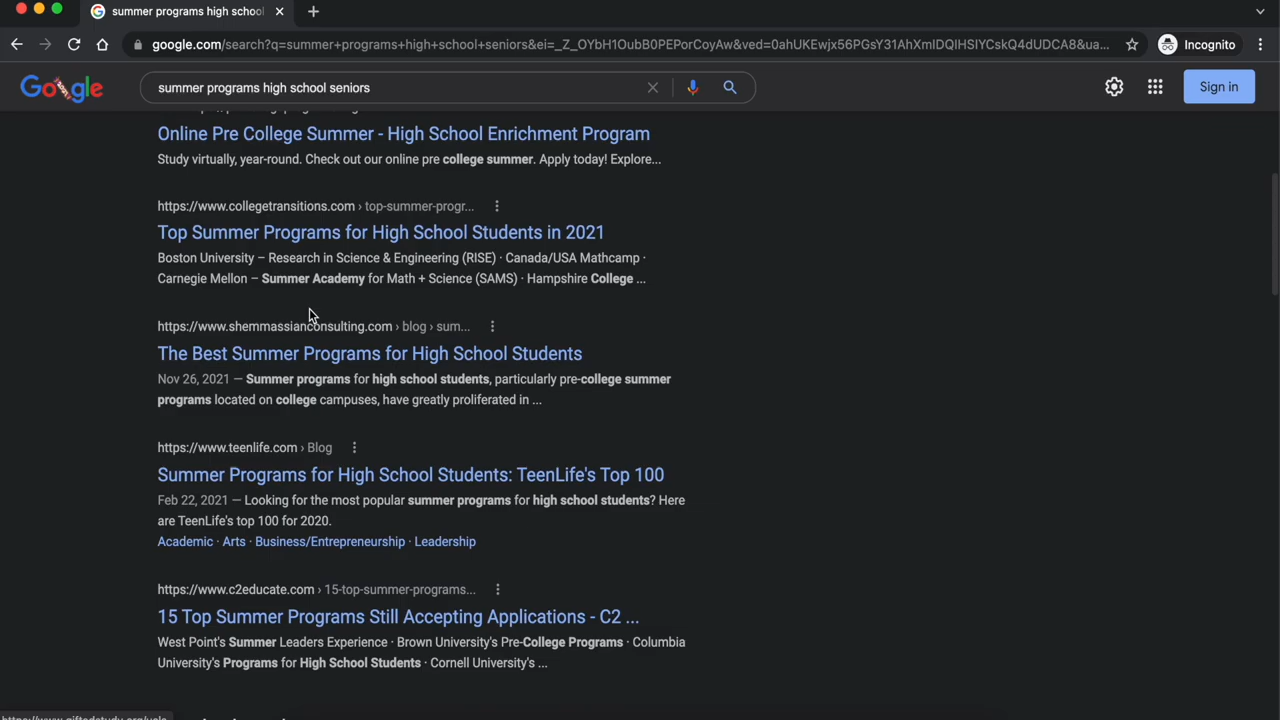 summer programs high school
google.com/search?q=summer+programs+high+school+seniors&ei=_Z_OYbH1OubB0PEPorCoyAw&ved=0ahUKEwjx56PGsY31AhXmIDQIHSIYCskQ4dUDCA8&ua...
Incognito
Google
summer programs high school seniors
Sign in
Online Pre College Summer - High School Enrichment Program
Study virtually, year-round. Check out our online pre college summer. Apply today! Explore...
https://www.collegetransitions.com › top-summer-progr...
Top Summer Programs for High School Students in 2021
Boston University – Research in Science & Engineering (RISE) · Canada/USA Mathcamp ·
Carnegie Mellon – Summer Academy for Math + Science (SAMS) · Hampshire College ...
https://www.shemmassianconsulting.com › blog › sum...
The Best Summer Programs for High School Students
Nov 26, 2021 — Summer programs for high school students, particularly pre-college summer
programs located on college campuses, have greatly proliferated in ...
https://www.teenlife.com › Blog
Summer Programs for High School Students: TeenLife's Top 100
Feb 22, 2021 — Looking for the most popular summer programs for high school students? Here
are TeenLife's top 100 for 2020.
Academic · Arts · Business/Entrepreneurship · Leadership
https://www.c2educate.com › 15-top-summer-programs...
15 Top Summer Programs Still Accepting Applications - C2 ...
West Point's Summer Leaders Experience · Brown University's Pre-College Programs · Columbia
University's Programs for High School Students · Cornell University's ...